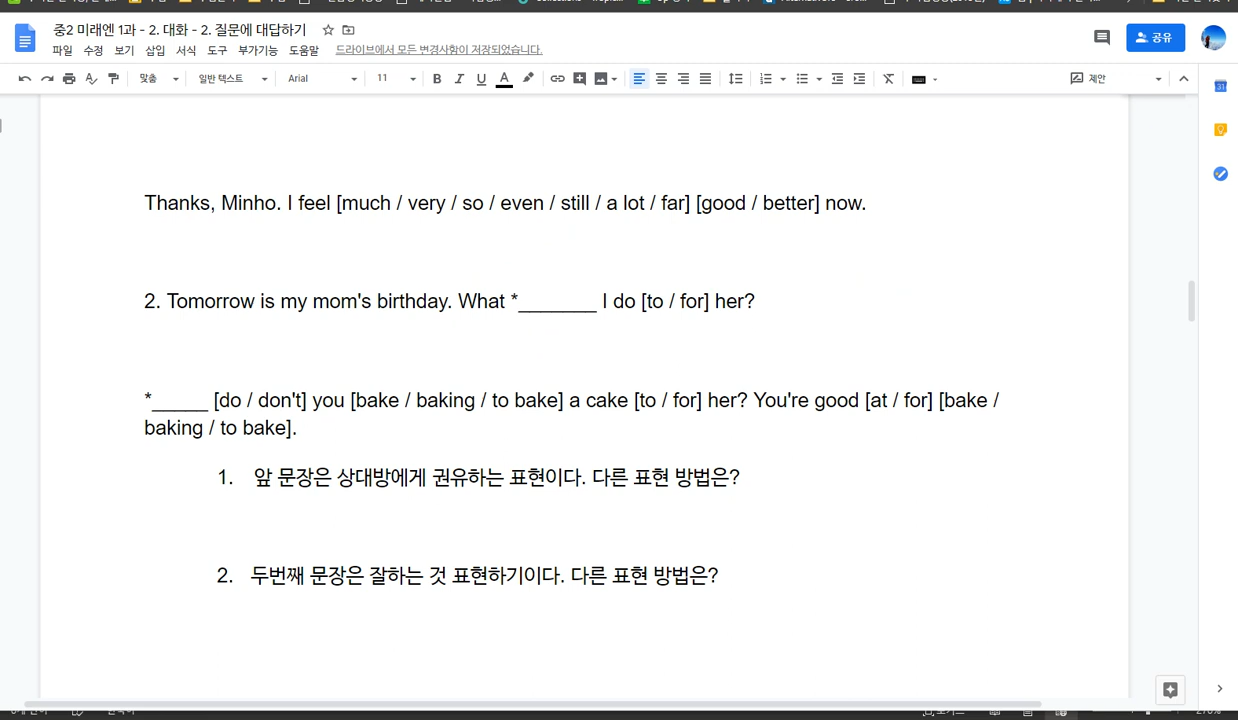 중2 미래엔 1과 - 2. 대화 - 2. 질문에 대답하기
파일 수정 보기 삽입 서식 도구 부가기능 도움말 드라이브에서 모든 변경사항이 저장되었습니다.
공유
맞춤 일반 텍스트 Arial 11 B I U A 제안
Thanks, Minho. I feel [much / very / so / even / still / a lot / far] [good / better] now.
2. Tomorrow is my mom's birthday. What *_______ I do [to / for] her?
*_____ [do / don't] you [bake / baking / to bake] a cake [to / for] her? You're good [at / for] [bake /
baking / to bake].
1. 앞 문장은 상대방에게 권유하는 표현이다. 다른 표현 방법은?
2. 두번째 문장은 잘하는 것 표현하기이다. 다른 표현 방법은?